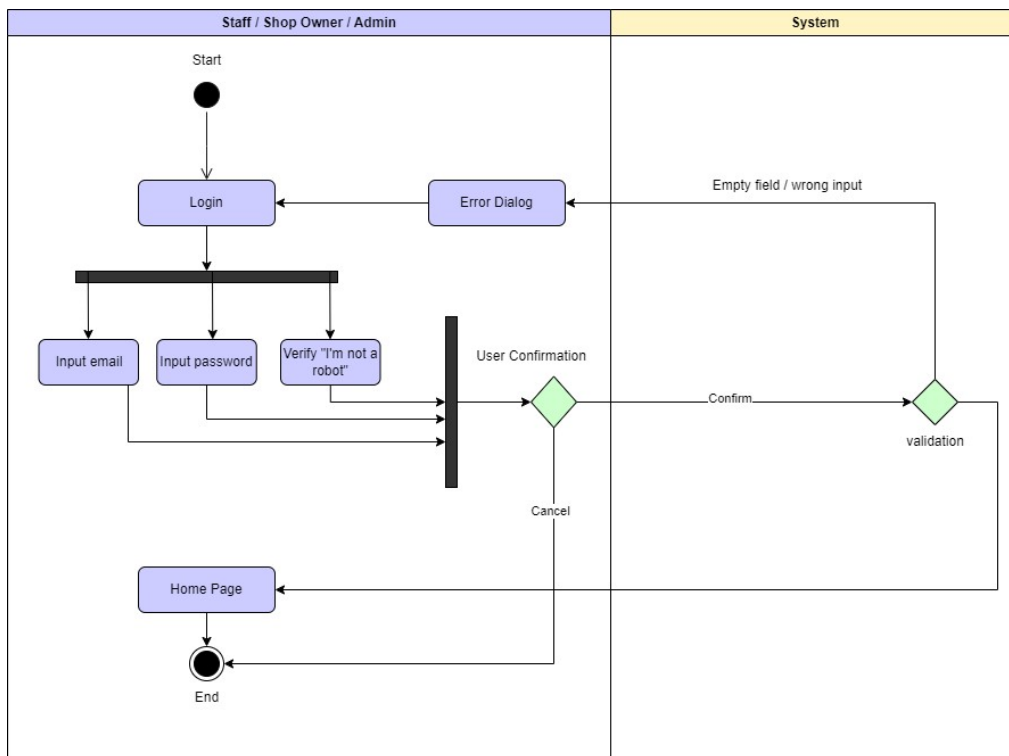 Staff / Shop Owner / Admin
System
Start
Login
Error Dialog
Empty field / wrong input
Input email
Input password
Verify "I'm not a
robot"
User Confirmation
Confirm
validation
Cancel
Home Page
End